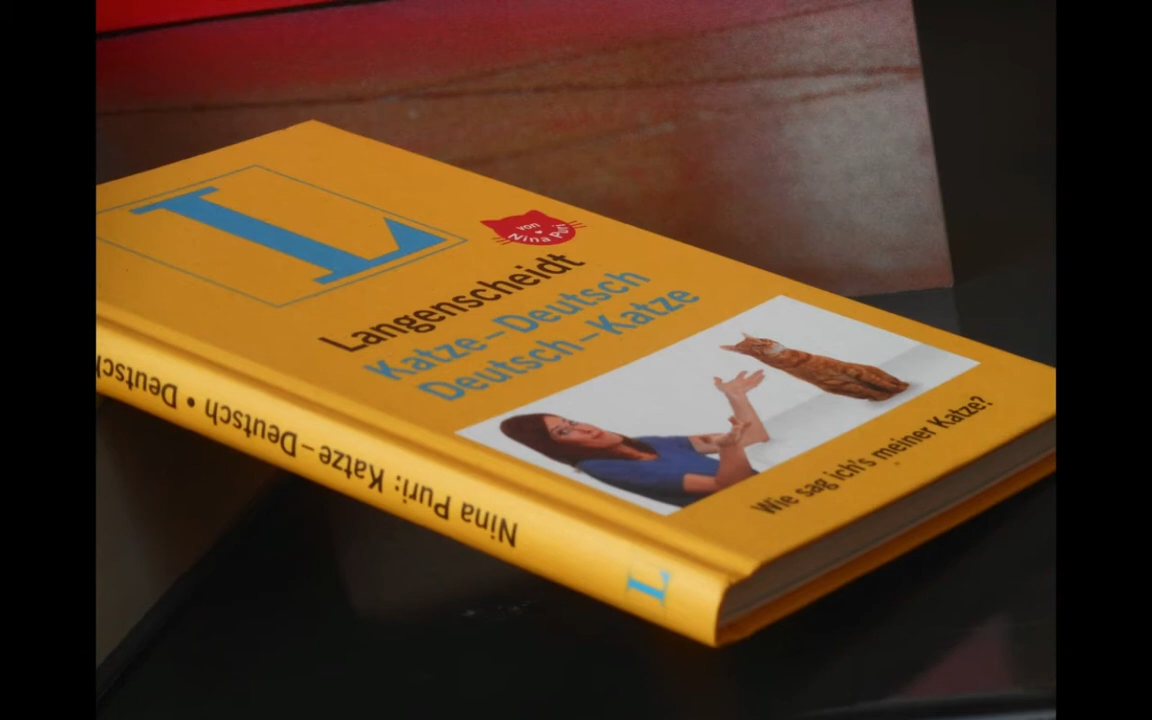 L
von
Nina Puri
Langenscheidt
Katze–Deutsch
Deutsch–Katze
Wie sag ich's meiner Katze?
Nina Puri: Katze–Deutsch • Deutsch
L